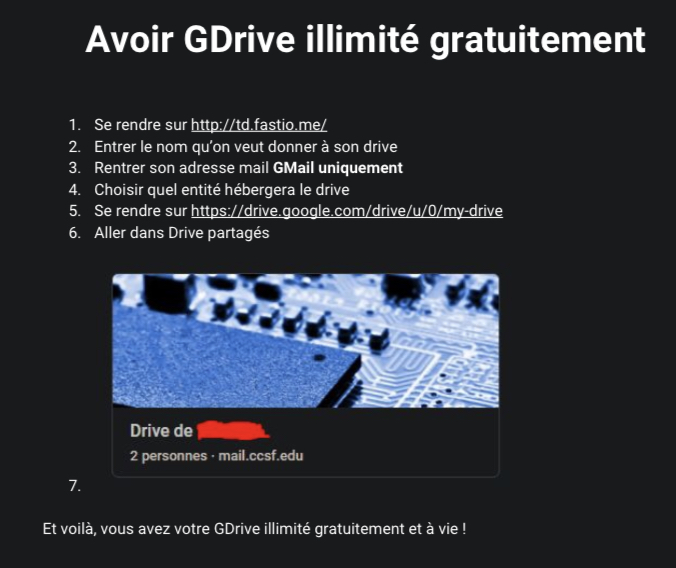 Avoir GDrive illimité gratuitement
1. Se rendre sur http://td.fastio.me/
2. Entrer le nom qu'on veut donner à son drive
3. Rentrer son adresse mail GMail uniquement
4. Choisir quel entité hébergera le drive
5. Se rendre sur https://drive.google.com/drive/u/0/my-drive
6. Aller dans Drive partagés
Drive de
2 personnes · mail.ccsf.edu
7.
Et voilà, vous avez votre GDrive illimité gratuitement et à vie !